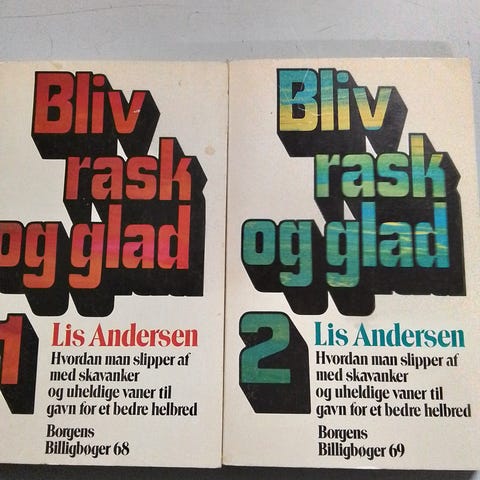 Bliv
rask
og glad
1
Lis Andersen
Hvordan man slipper af
med skavanker
og uheldige vaner til
gavn for et bedre helbred
Borgens
Billigbøger 68
Bliv
rask
og glad
2
Lis Andersen
Hvordan man slipper af
med skavanker
og uheldige vaner til
gavn for et bedre helbred
Borgens
Billigbøger 69